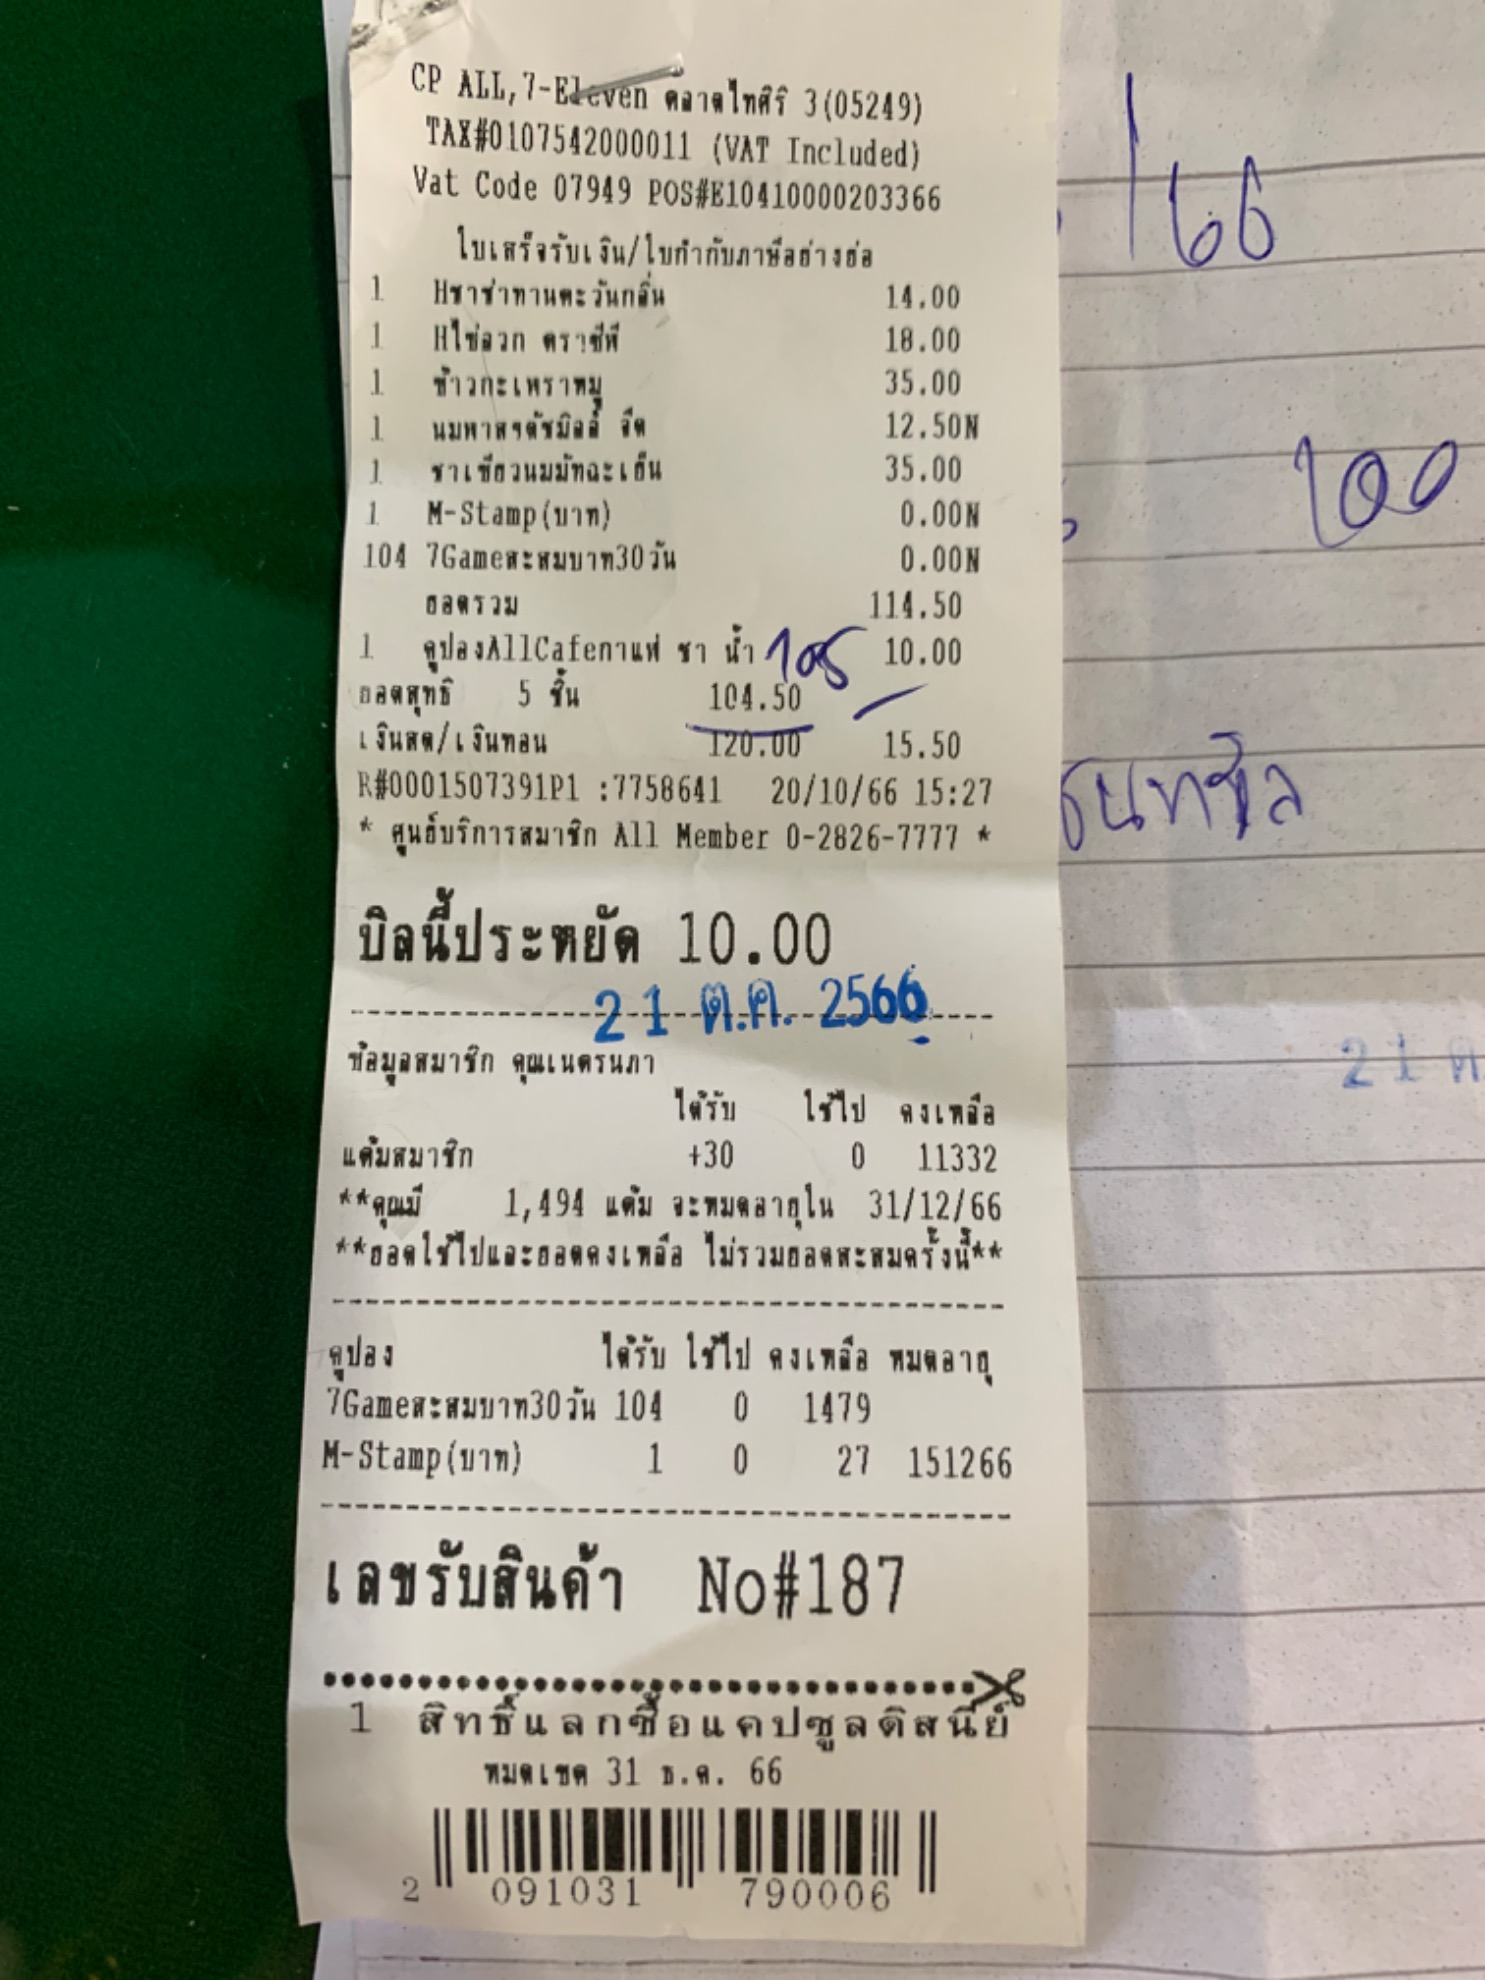 CP ALL,7-Eleven ตลาดไทศิริ 3(05249)
TAX#0107542000011 (VAT Included)
Vat Code 07949 POS#E10410000203366
ใบเสร็จรับเงิน/ใบกำกับภาษีอย่างย่อ
1 Hซาซ่าทานตะวันกลิ่น 14.00
1 Hไข่ลวก ตราซีพี 18.00
1 ข้าวกะเพราหมู 35.00
1 นมพาสฯดัชมิลล์ จืด 12.50N
1 ชาเขียวนมมัทฉะเย็น 35.00
1 M-Stamp(บาท) 0.00N
104 7Gameสะสมบาท30วัน 0.00N
ยอดรวม 114.50
1 คูปองAllCafeกาแฟ ชา น้ำ 105 10.00
ยอดสุทธิ 5 ชิ้น 104.50
เงินสด/เงินทอน 120.00 15.50
R#0001507391P1 :7758641 20/10/66 15:27
* ศูนย์บริการสมาชิก All Member 0-2826-7777 *
บิลนี้ประหยัด 10.00
21 ต.ค. 2566
ข้อมูลสมาชิก คุณเนตรนภา
ได้รับ ใช้ไป คงเหลือ
แต้มสมาชิก +30 0 11332
**คุณมี 1,494 แต้ม จะหมดอายุใน 31/12/66
**ยอดใช้ไปและยอดคงเหลือ ไม่รวมยอดสะสมครั้งนี้**
คูปอง ได้รับ ใช้ไป คงเหลือ หมดอายุ
7Gameสะสมบาท30วัน 104 0 1479
M-Stamp(บาท) 1 0 27 151266
เลขรับสินค้า No#187
1 สิทธิ์แลกซื้อแคปซูลดิสนีย์
หมดเขต 31 ธ.ค. 66
2 091031 790006
/66
100
21 ต